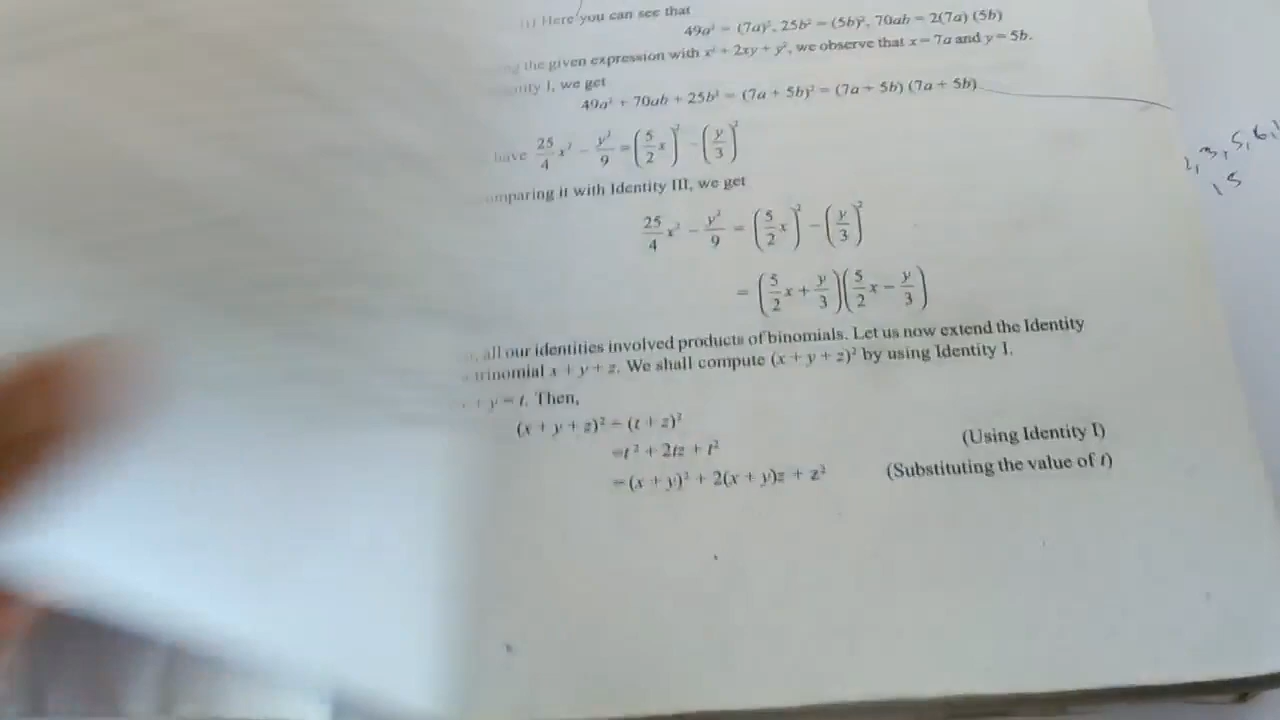 Here you can see that
49a² = (7a)², 25b² = (5b)², 70ab = 2(7a) (5b)
the given expression with x² + 2xy + y², we observe that x = 7a and y = 5b.
I, we get
49a² + 70ab + 25b² = (7a + 5b)² = (7a + 5b) (7a + 5b)
have 25/4 x² − y²/9 = (5/2 x)² − (y/3)²
it with Identity III, we get
25/4 x² − y²/9 = (5/2 x)² − (y/3)²
= (5/2 x + y/3)(5/2 x − y/3)
, all our identities involved products of binomials. Let us now extend the Identity
trinomial x + y + z. We shall compute (x + y + z)² by using Identity I.
+ y = t. Then,
(x + y + z)² = (t + z)²
= t² + 2tz + t² (Using Identity I)
= (x + y)² + 2(x + y)z + z² (Substituting the value of t)
2, 3, 5, 6,
15